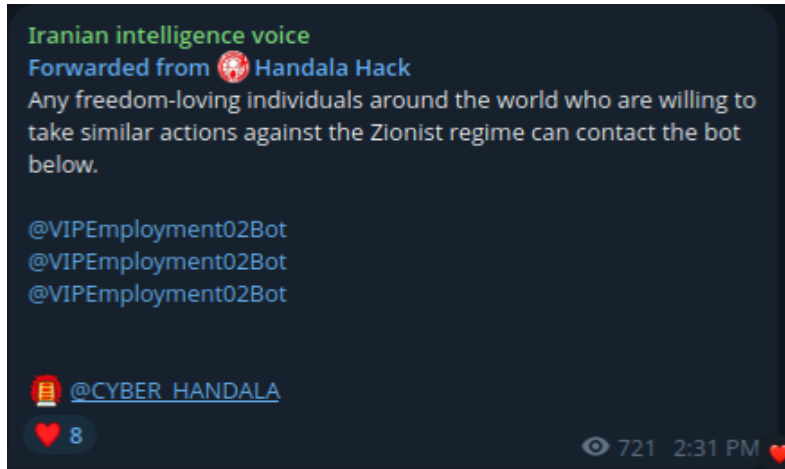 Iranian intelligence voice
Forwarded from Handala Hack
Any freedom-loving individuals around the world who are willing to
take similar actions against the Zionist regime can contact the bot
below.
@VIPEmployment02Bot
@VIPEmployment02Bot
@VIPEmployment02Bot
@CYBER_HANDALA
8
721 2:31 PM